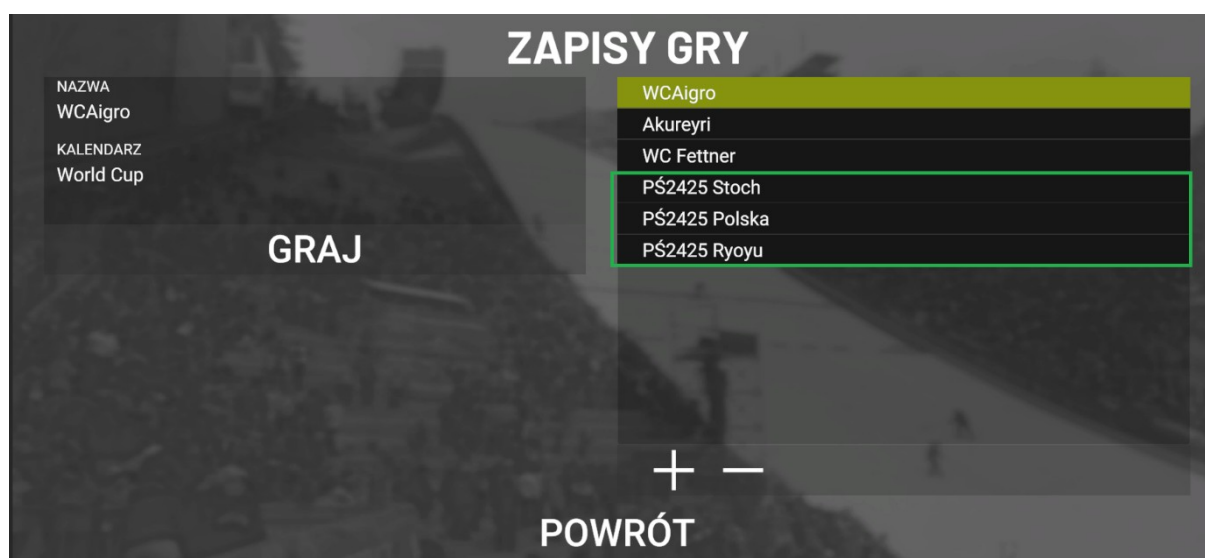 ZAPISY GRY
NAZWA
WCAigro
KALENDARZ
World Cup
GRAJ
WCAigro
Akureyri
WC Fettner
PŚ2425 Stoch
PŚ2425 Polska
PŚ2425 Ryoyu
+ −
POWRÓT